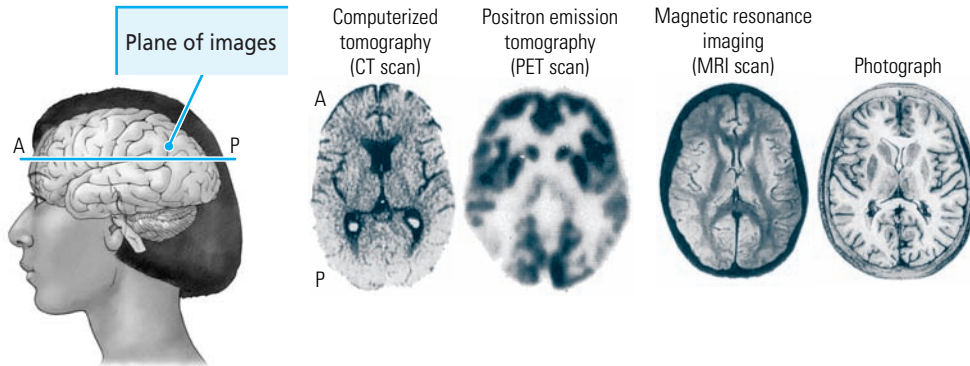 Plane of images
A
P
Computerized
tomography
(CT scan)
Positron emission
tomography
(PET scan)
Magnetic resonance
imaging
(MRI scan)
Photograph
A
P